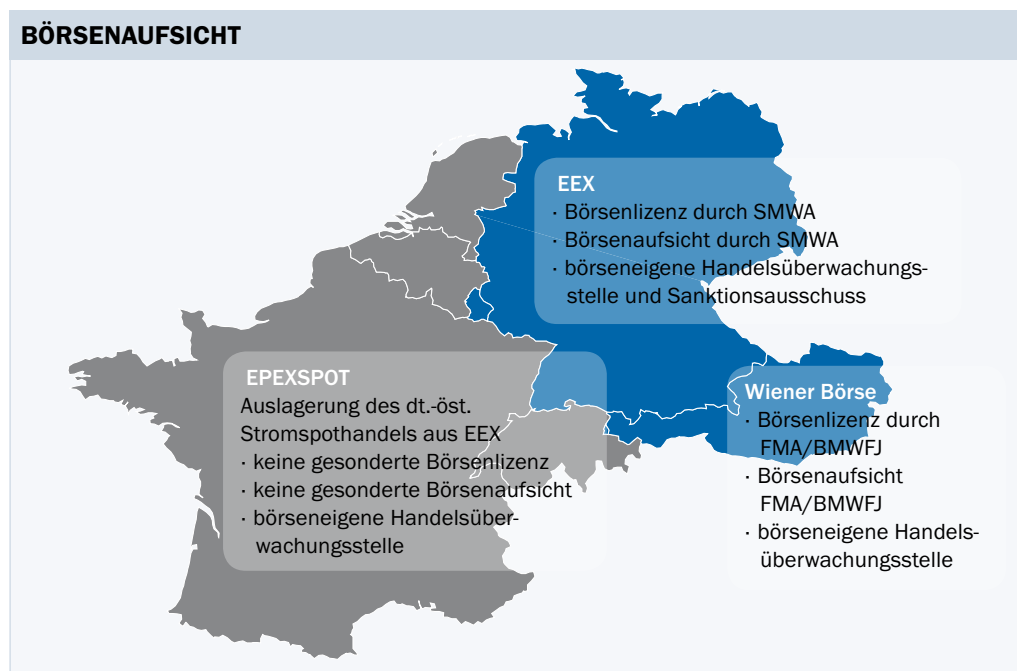 BÖRSENAUFSICHT
EEX
· Börsenlizenz durch SMWA
· Börsenaufsicht durch SMWA
· börseneigene Handelsüberwachungs-
stelle und Sanktionsausschuss
EPEXSPOT
Auslagerung des dt.-öst.
Stromspothandels aus EEX
· keine gesonderte Börsenlizenz
· keine gesonderte Börsenaufsicht
· börseneigene Handelsüber-
wachungsstelle
Wiener Börse
· Börsenlizenz durch
FMA/BMWFJ
· Börsenaufsicht
FMA/BMWFJ
· börseneigene Handels-
überwachungsstelle